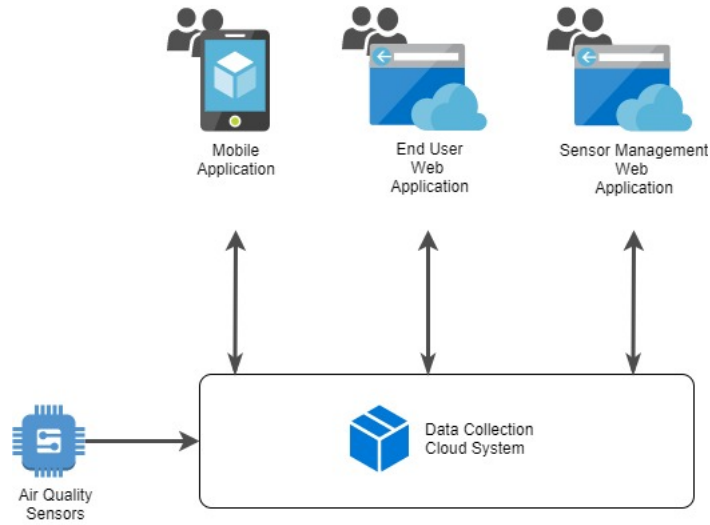 Mobile
Application
End User
Web
Application
Sensor Management
Web
Application
Data Collection
Cloud System
Air Quality
Sensors